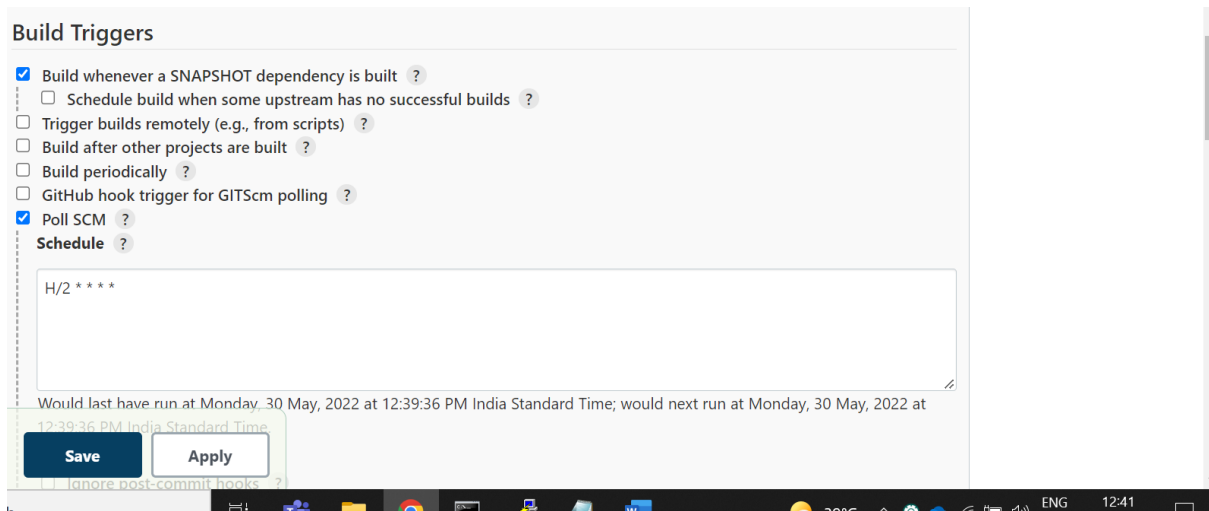 Build Triggers
Build whenever a SNAPSHOT dependency is built ?
Schedule build when some upstream has no successful builds ?
Trigger builds remotely (e.g., from scripts) ?
Build after other projects are built ?
Build periodically ?
GitHub hook trigger for GITScm polling ?
Poll SCM ?
Schedule ?
H/2 * * * *
Would last have run at Monday, 30 May, 2022 at 12:39:36 PM India Standard Time; would next run at Monday, 30 May, 2022 at
12:39:36 PM India Standard Time.
Save Apply
Ignore post-commit hooks ?
ENG 12:41